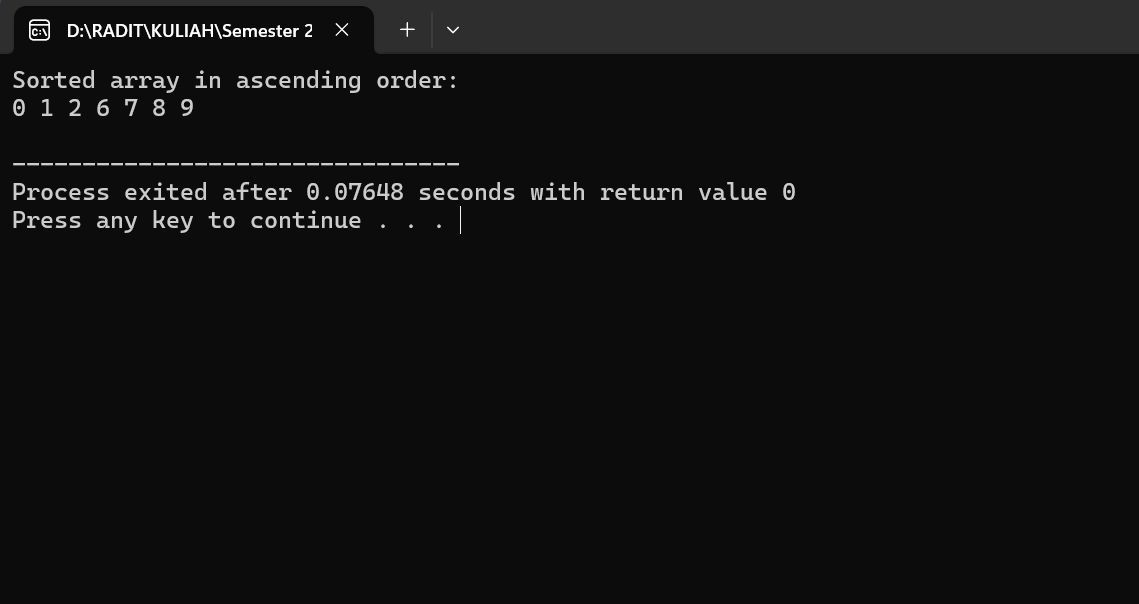 D:\RADIT\KULIAH\Semester 2
Sorted array in ascending order:
0 1 2 6 7 8 9
--------------------------------
Process exited after 0.07648 seconds with return value 0
Press any key to continue . . .